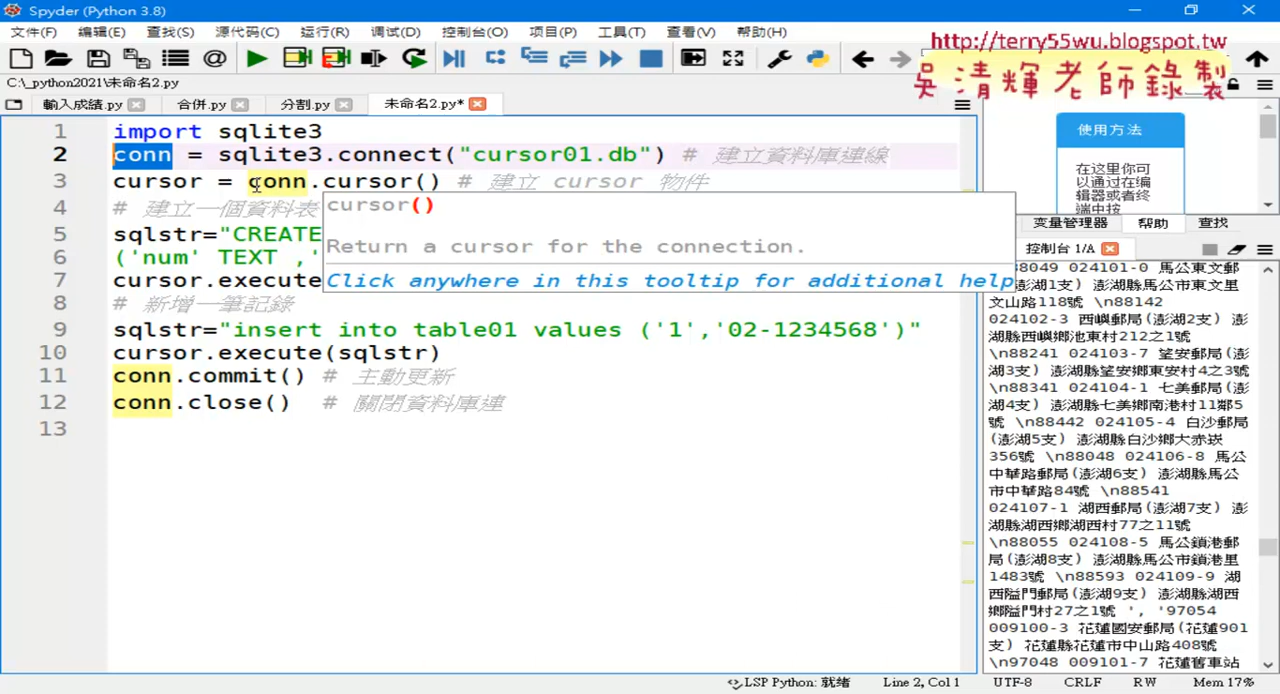 Spyder (Python 3.8)
文件(F) 编辑(E) 查找(S) 源代码(C) 运行(R) 调试(D) 控制台(O) 项目(P) 工具(T) 查看(V) 帮助(H)
http://terry55wu.blogspot.tw
吳清輝老師錄製
C:\_python2021\未命名2.py
輸入成績.py 合併.py 分割.py 未命名2.py*
1 import sqlite3
2 conn = sqlite3.connect("cursor01.db") # 建立資料庫連線
3 cursor = conn.cursor() # 建立 cursor 物件
4 # 建立一個資料表
5 sqlstr="CREATE
6 ('num' TEXT ,'
7 cursor.execute
8 # 新增一筆記錄
9 sqlstr="insert into table01 values ('1','02-1234568')"
10 cursor.execute(sqlstr)
11 conn.commit() # 主動更新
12 conn.close() # 關閉資料庫連
13
cursor()
Return a cursor for the connection.
Click anywhere in this tooltip for additional help
使用方法
在这里你可
以通过在编
辑器或者终
端中按
变量管理器 帮助 查找
控制台 1/A
\n88049 024101-0 馬公東文郵
局(澎湖1支) 澎湖縣馬公市東文里
文山路118號 \n88142
024102-3 西嶼郵局(澎湖2支) 澎
湖縣西嶼鄉池東村212之1號
\n88241 024103-7 望安郵局(澎
湖3支) 澎湖縣望安鄉東安村4之3號
\n88341 024104-1 七美郵局(澎
湖4支) 澎湖縣七美鄉南港村11鄰5
號 \n88442 024105-4 白沙郵局
(澎湖5支) 澎湖縣白沙鄉大赤崁
356號 \n88048 024106-8 馬公
中華路郵局(澎湖6支) 澎湖縣馬公
市中華路84號 \n88541
024107-1 湖西郵局(澎湖7支) 澎
湖縣湖西鄉湖西村77之11號
\n88055 024108-5 馬公鎖港郵
局(澎湖8支) 澎湖縣馬公市鎖港里
1483號 \n88593 024109-9 湖
西隘門郵局(澎湖9支) 澎湖縣湖西
鄉隘門村27之1號 ', '97054
009100-3 花蓮國安郵局(花蓮901
支) 花蓮縣花蓮市中山路408號
\n97048 009101-7 花蓮舊車站
LSP Python: 就绪 Line 2, Col 1 UTF-8 CRLF RW Mem 17%